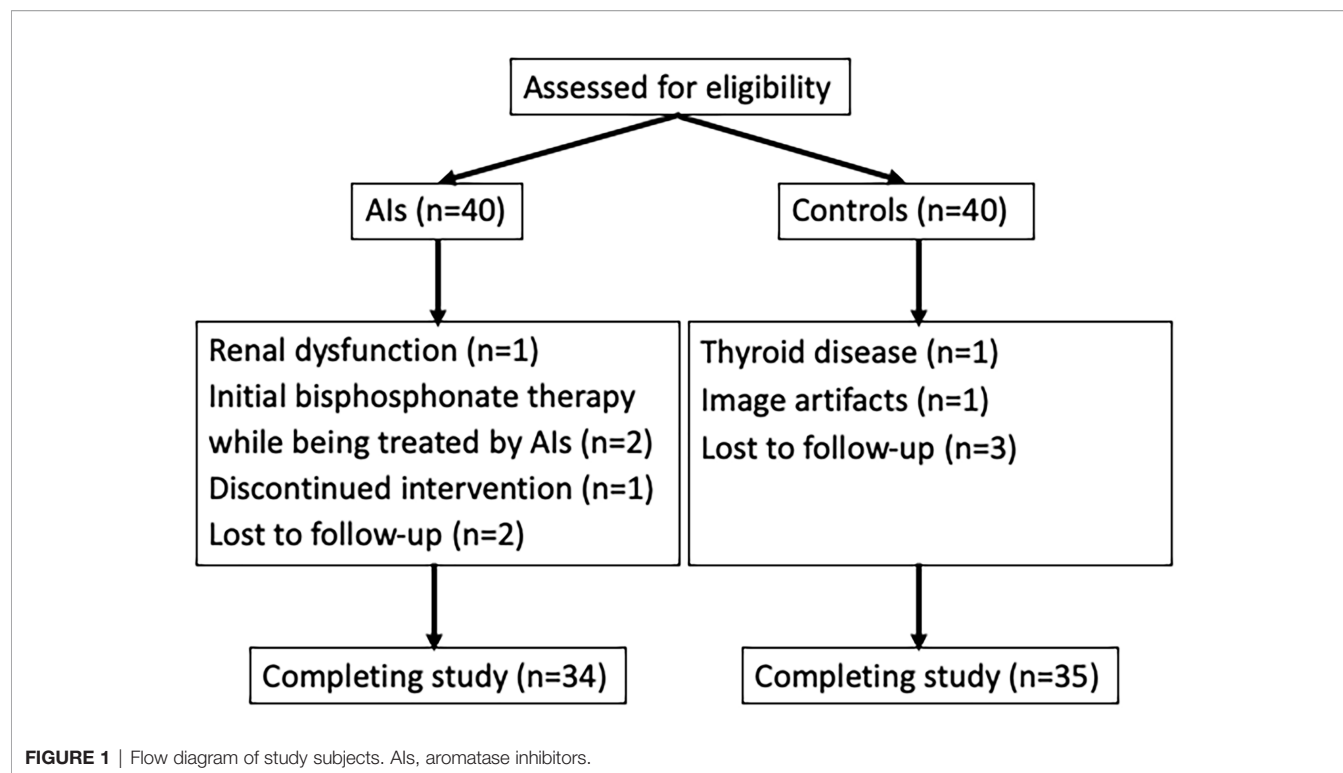 Assessed for eligibility
AIs (n=40)
Controls (n=40)
Renal dysfunction (n=1)
Initial bisphosphonate therapy
while being treated by AIs (n=2)
Discontinued intervention (n=1)
Lost to follow-up (n=2)
Thyroid disease (n=1)
Image artifacts (n=1)
Lost to follow-up (n=3)
Completing study (n=34)
Completing study (n=35)
FIGURE 1 | Flow diagram of study subjects. AIs, aromatase inhibitors.